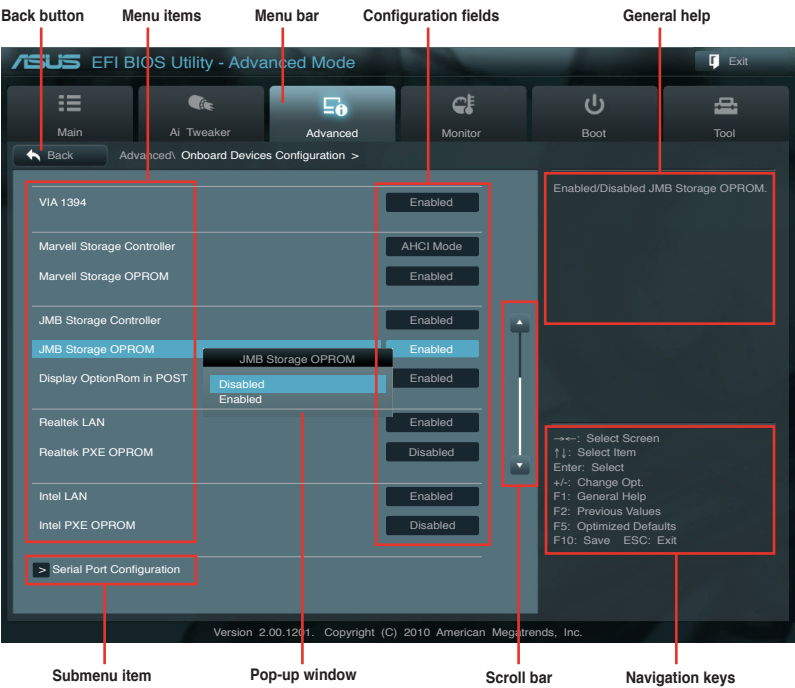 Back button Menu items Menu bar Configuration fields General help
ASUS EFI BIOS Utility - Advanced Mode Exit
Main Ai Tweaker Advanced Monitor Boot Tool
Back Advanced\ Onboard Devices Configuration >
Enabled/Disabled JMB Storage OPROM.
VIA 1394 Enabled
Marvell Storage Controller AHCI Mode
Marvell Storage OPROM Enabled
JMB Storage Controller Enabled
JMB Storage OPROM Enabled
JMB Storage OPROM
Display OptionRom in POST Enabled
Disabled
Enabled
Realtek LAN Enabled
Realtek PXE OPROM Disabled
Intel LAN Enabled
Intel PXE OPROM Disabled
> Serial Port Configuration
→←: Select Screen
↑↓: Select Item
Enter: Select
+/-: Change Opt.
F1: General Help
F2: Previous Values
F5: Optimized Defaults
F10: Save ESC: Exit
Version 2.00.1201. Copyright (C) 2010 American Megatrends, Inc.
Submenu item Pop-up window Scroll bar Navigation keys